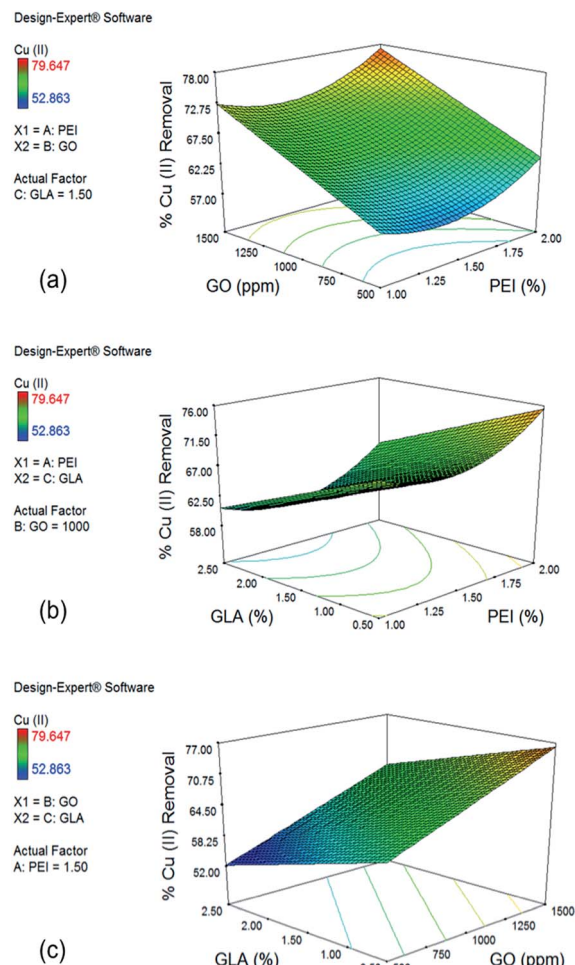 Design-Expert® Software
Cu (II)
79.647
52.863
X1 = A: PEI
X2 = B: GO
Actual Factor
C: GLA = 1.50
% Cu (II) Removal
78.00
72.75
67.50
62.25
57.00
1500
1250
1000
750
500
GO (ppm)
1.00
1.25
1.50
1.75
2.00
PEI (%)
(a)
Design-Expert® Software
Cu (II)
79.647
52.863
X1 = A: PEI
X2 = C: GLA
Actual Factor
B: GO = 1000
% Cu (II) Removal
76.00
71.50
67.00
62.50
58.00
2.50
2.00
1.50
1.00
0.50
GLA (%)
1.00
1.25
1.50
1.75
2.00
PEI (%)
(b)
Design-Expert® Software
Cu (II)
79.647
52.863
X1 = B: GO
X2 = C: GLA
Actual Factor
A: PEI = 1.50
% Cu (II) Removal
77.00
70.75
64.50
58.25
52.00
2.50
2.00
1.50
1.00
GLA (%)
750
1000
1250
1500
GO (ppm)
(c)